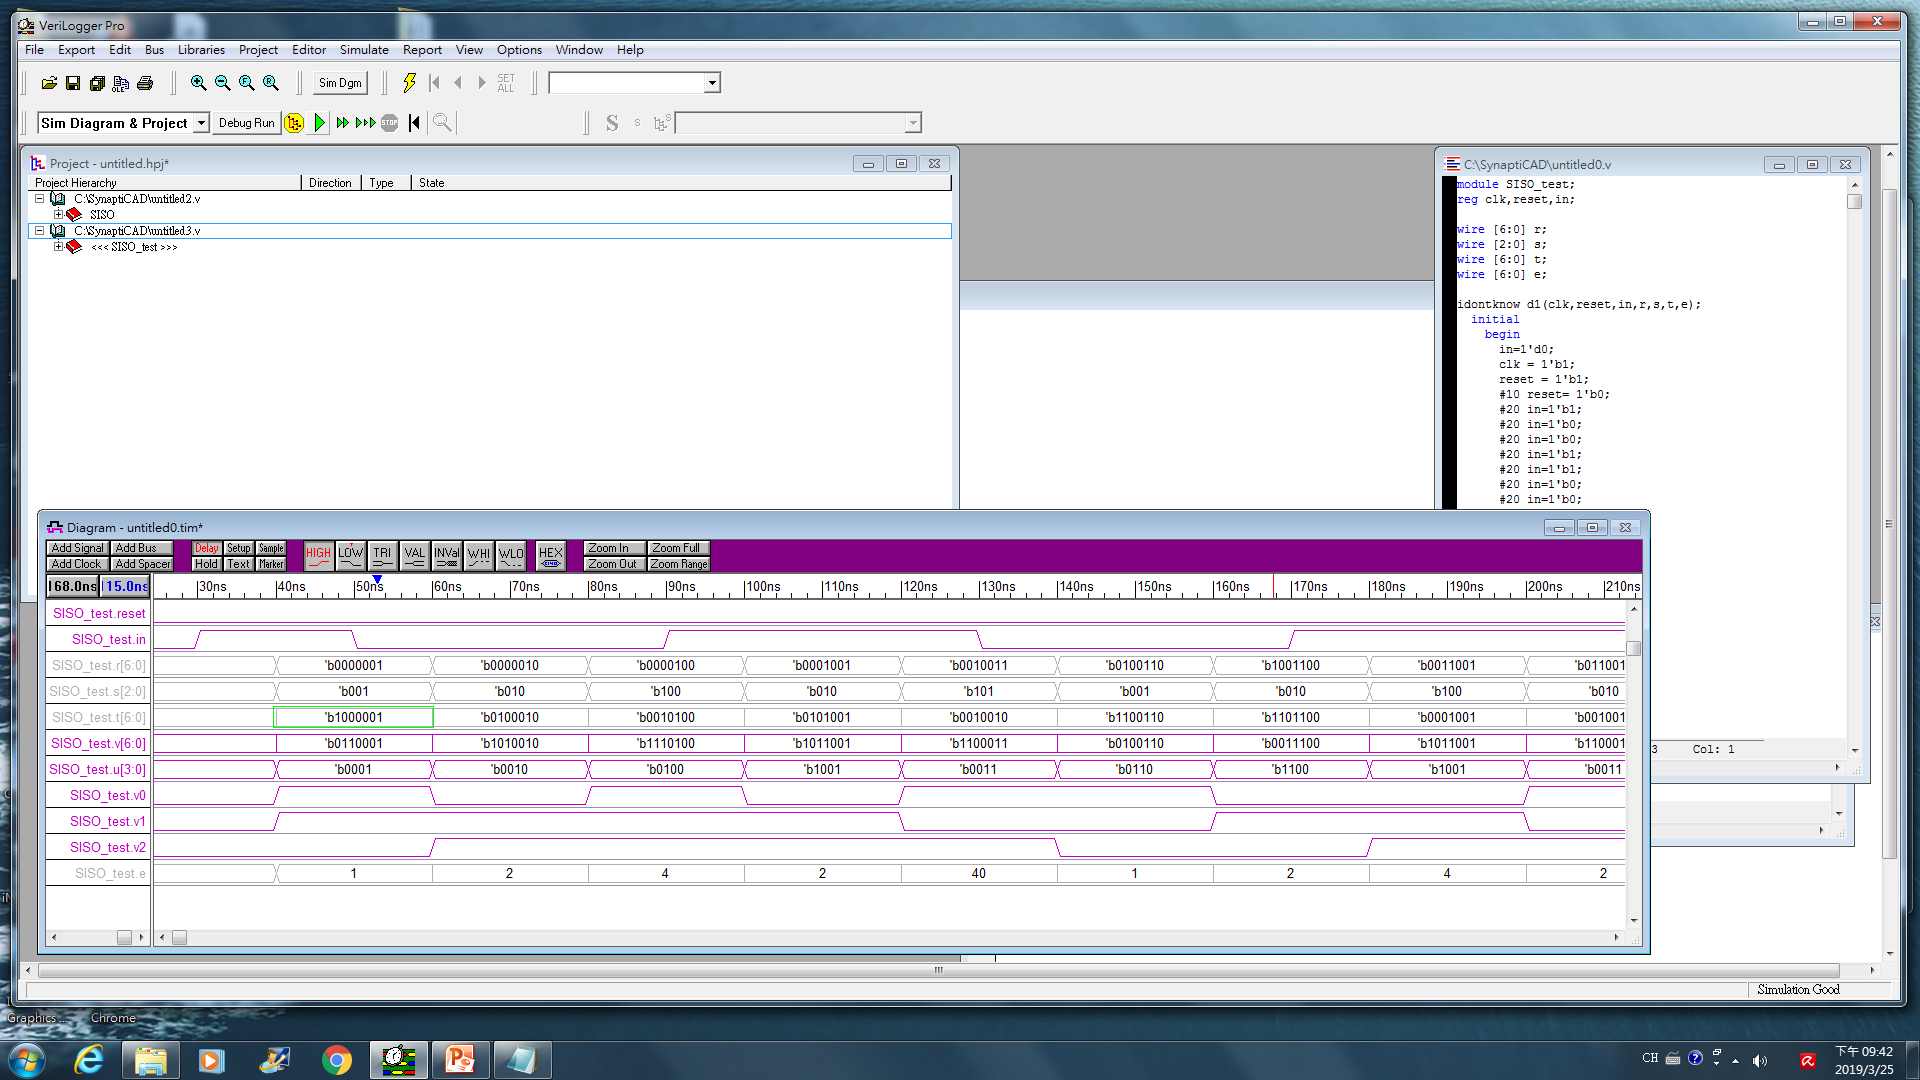 VeriLogger Pro
File Export Edit Bus Libraries Project Editor Simulate Report View Options Window Help
Sim Dgm SET ALL
Sim Diagram & Project Debug Run STOP
Project - untitled.hpj*
Project Hierarchy Direction Type State
C:\SynaptiCAD\untitled2.v
SISO
C:\SynaptiCAD\untitled3.v
<<< SISO_test >>>
C:\SynaptiCAD\untitled0.v
module SISO_test;
reg clk,reset,in;
wire [6:0] r;
wire [2:0] s;
wire [6:0] t;
wire [6:0] e;
idontknow d1(clk,reset,in,r,s,t,e);
initial
begin
in=1'd0;
clk = 1'b1;
reset = 1'b1;
#10 reset= 1'b0;
#20 in=1'b1;
#20 in=1'b0;
#20 in=1'b0;
#20 in=1'b1;
#20 in=1'b1;
#20 in=1'b0;
#20 in=1'b0;
3 Col: 1
Diagram - untitled0.tim*
Add Signal Add Bus Delay Setup Sample HIGH LOW TRI VAL INVal WHI WLO HEX Zoom In Zoom Full
Add Clock Add Spacer Hold Text Marker Zoom Out Zoom Range
168.0ns 115.0ns 30ns 40ns 50ns 60ns 70ns 80ns 90ns 100ns 110ns 120ns 130ns 140ns 150ns 160ns 170ns 180ns 190ns 200ns 210ns
SISO_test.reset
SISO_test.in
SISO_test.r[6:0] 'b0000001 'b0000010 'b0000100 'b0001001 'b0010011 'b0100110 'b1001100 'b0011001 'b011001
SISO_test.s[2:0] 'b001 'b010 'b100 'b010 'b101 'b001 'b010 'b100 'b010
SISO_test.t[6:0] 'b1000001 'b0100010 'b0010100 'b0101001 'b0010010 'b1100110 'b1101100 'b0001001 'b001001
SISO_test.v[6:0] 'b0110001 'b1010010 'b1110100 'b1011001 'b1100011 'b0100110 'b0011100 'b1011001 'b110001
SISO_test.u[3:0] 'b0001 'b0010 'b0100 'b1001 'b0011 'b0110 'b1100 'b1001 'b0011
SISO_test.v0
SISO_test.v1
SISO_test.v2
SISO_test.e 1 2 4 2 40 1 2 4 2
Simulation Good
Graphics ... Chrome
CH 下午 09:42
2019/3/25